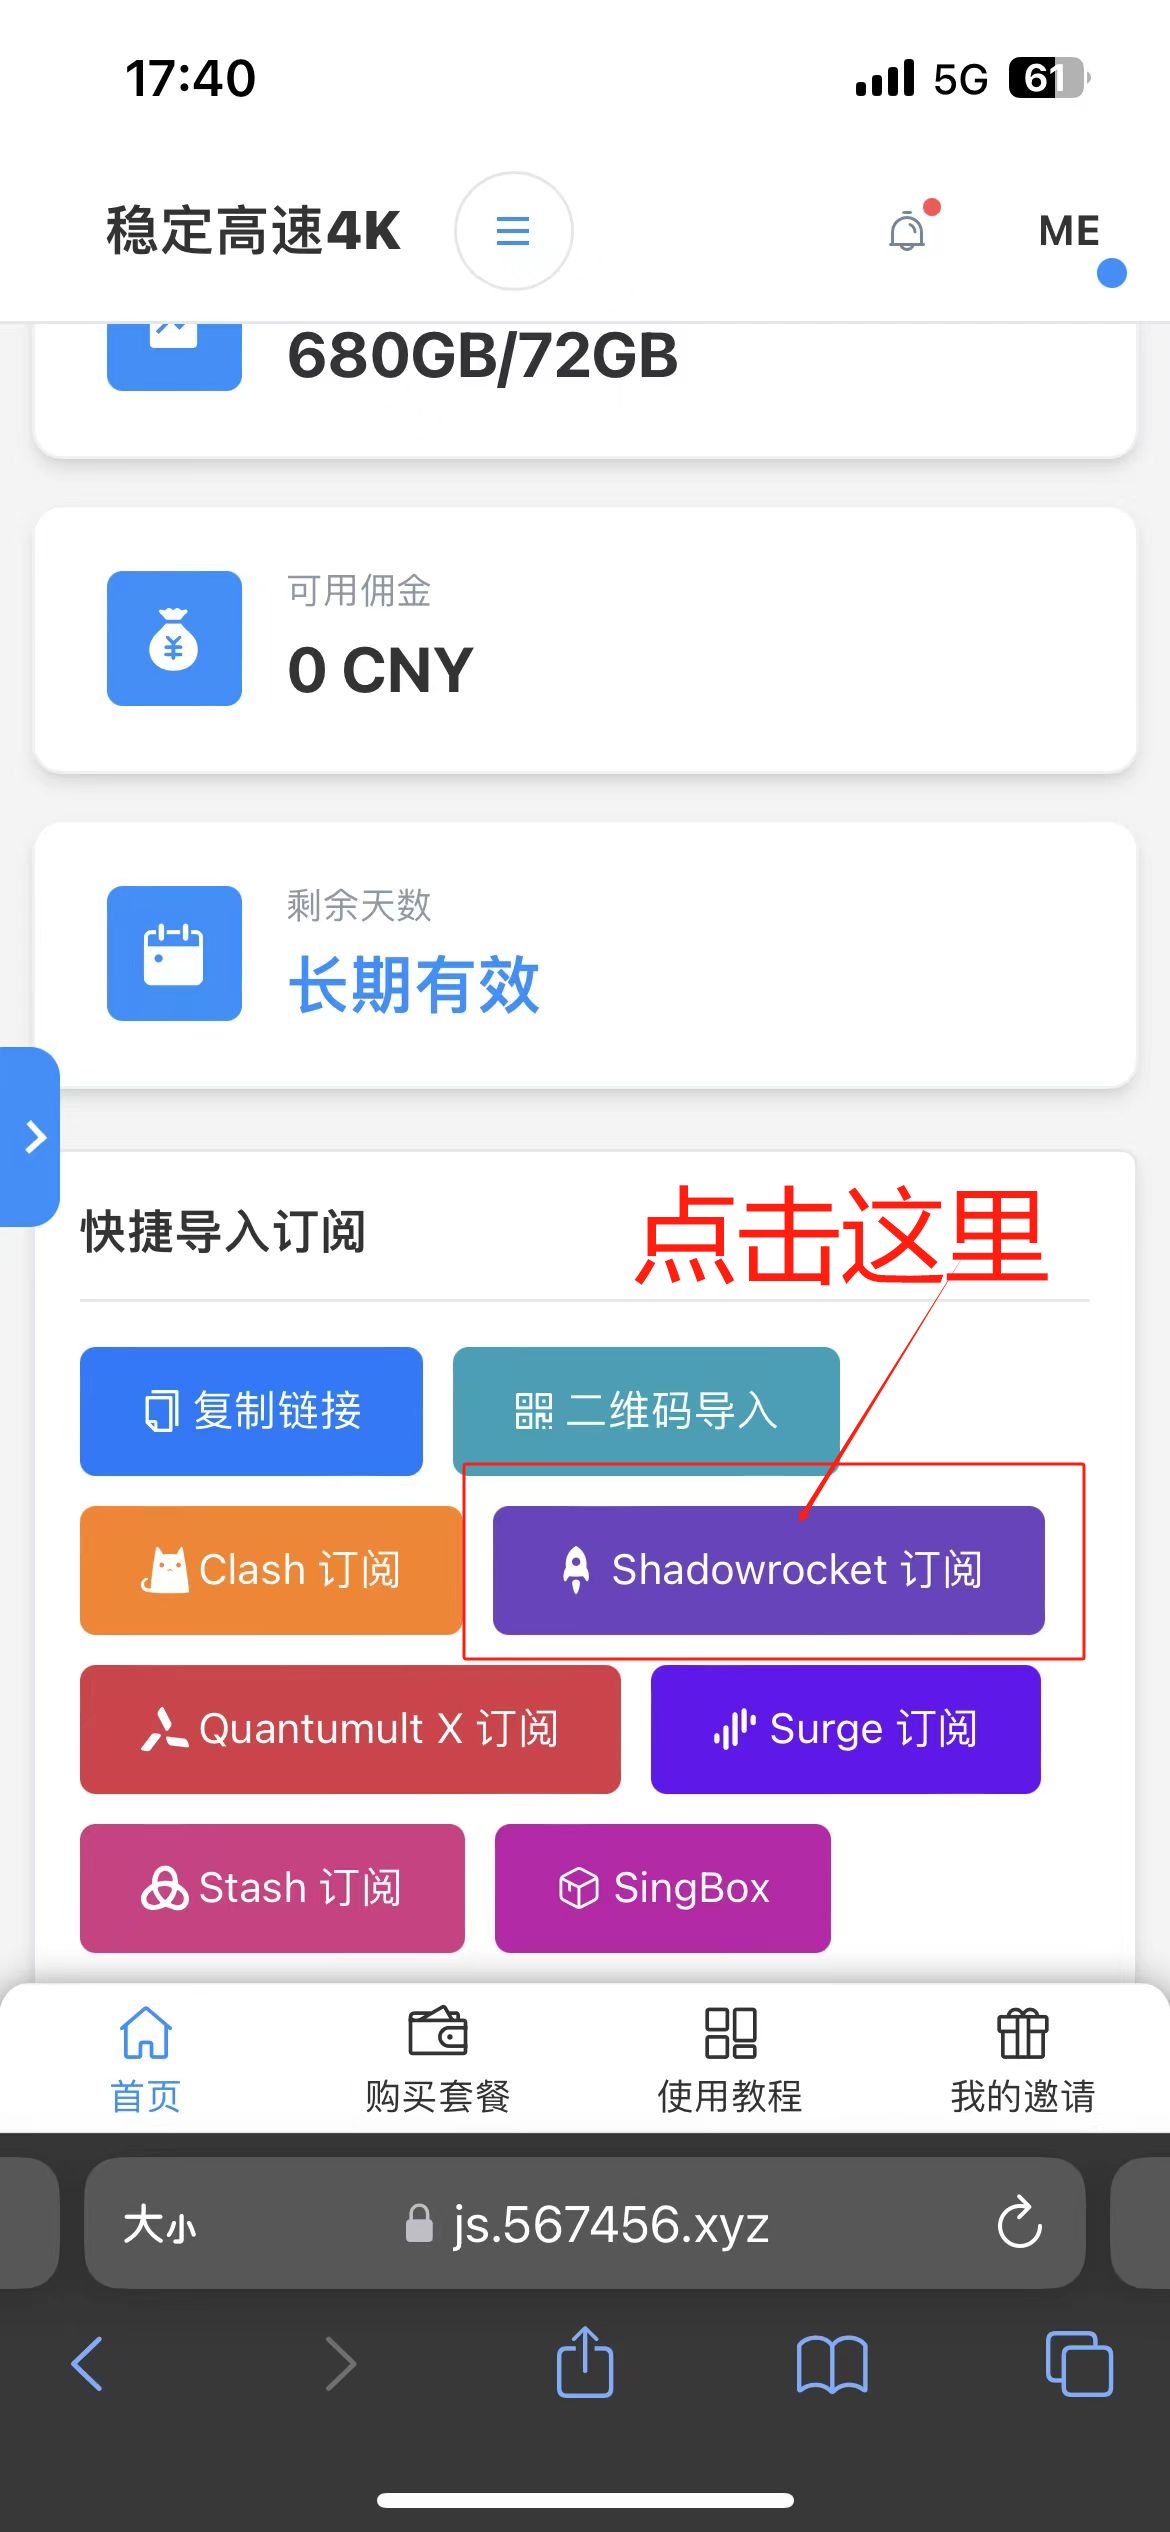 17:40
5G 61
稳定高速4K
ME
680GB/72GB
可用佣金
0 CNY
剩余天数
长期有效
快捷导入订阅
点击这里
复制链接
二维码导入
Clash 订阅
Shadowrocket 订阅
Quantumult X 订阅
Surge 订阅
Stash 订阅
SingBox
首页
购买套餐
使用教程
我的邀请
大小
js.567456.xyz